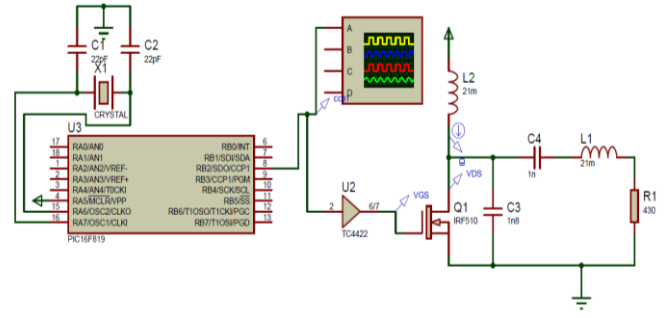 C1
22pF
C2
22pF
X1
CRYSTAL
U3
17 RA0/AN0
18 RA1/AN1
1 RA2/AN2/VREF-
2 RA3/AN3/VREF+
3 RA4/AN4/T0CKI
4 RA5/MCLR/VPP
15 RA6/OSC2/CLKO
16 RA7/OSC1/CLKI
RB0/INT 6
RB1/SDI/SDA 7
RB2/SDO/CCP1 8
RB3/CCP1/PGM 9
RB4/SCK/SCL 10
RB5/SS 11
RB6/T1OSO/T1CKI/PGC 12
RB7/T1OSI/PGD 13
PIC16F819
A
B
C
D
CCP1
U2
2
6/7
TC4422
VGS
L2
21m
VDS
Q1
IRF510
C3
1n8
C4
1n
L1
21m
R1
430